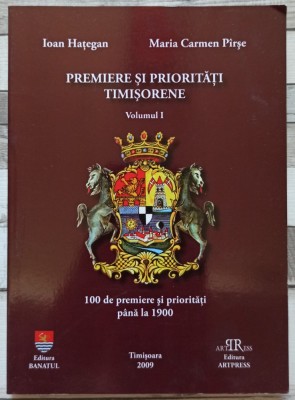 Ioan Hațegan Maria Carmen Pîrșe
PREMIERE ȘI PRIORITĂȚI
TIMIȘORENE
Volumul I
100 de premiere și priorități
până la 1900
Editura
BANATUL
Timișoara
2009
ARTPRESS
Editura
ARTPRESS